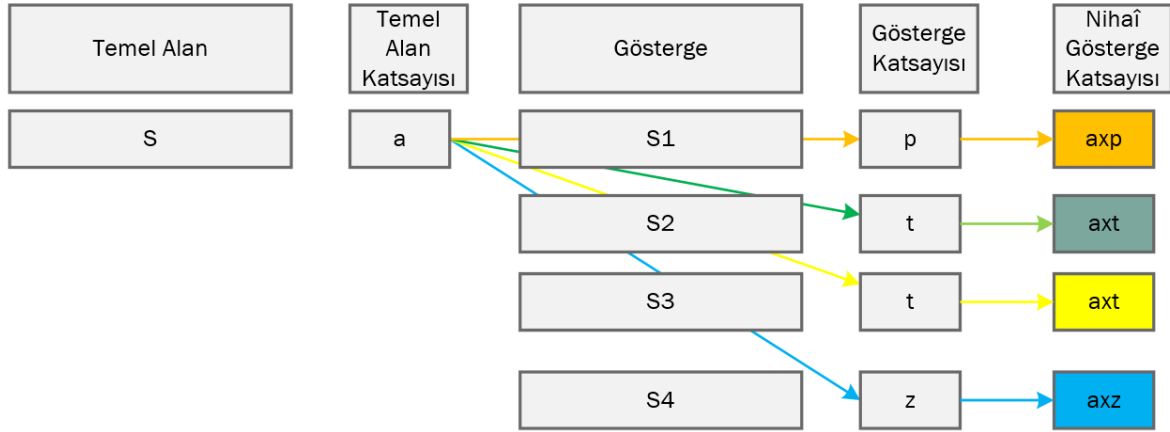 Temel Alan
Temel
Alan
Katsayısı
Gösterge
Gösterge
Katsayısı
Nihaî
Gösterge
Katsayısı
S
a
S1
p
axp
S2
t
axt
S3
t
axt
S4
z
axz